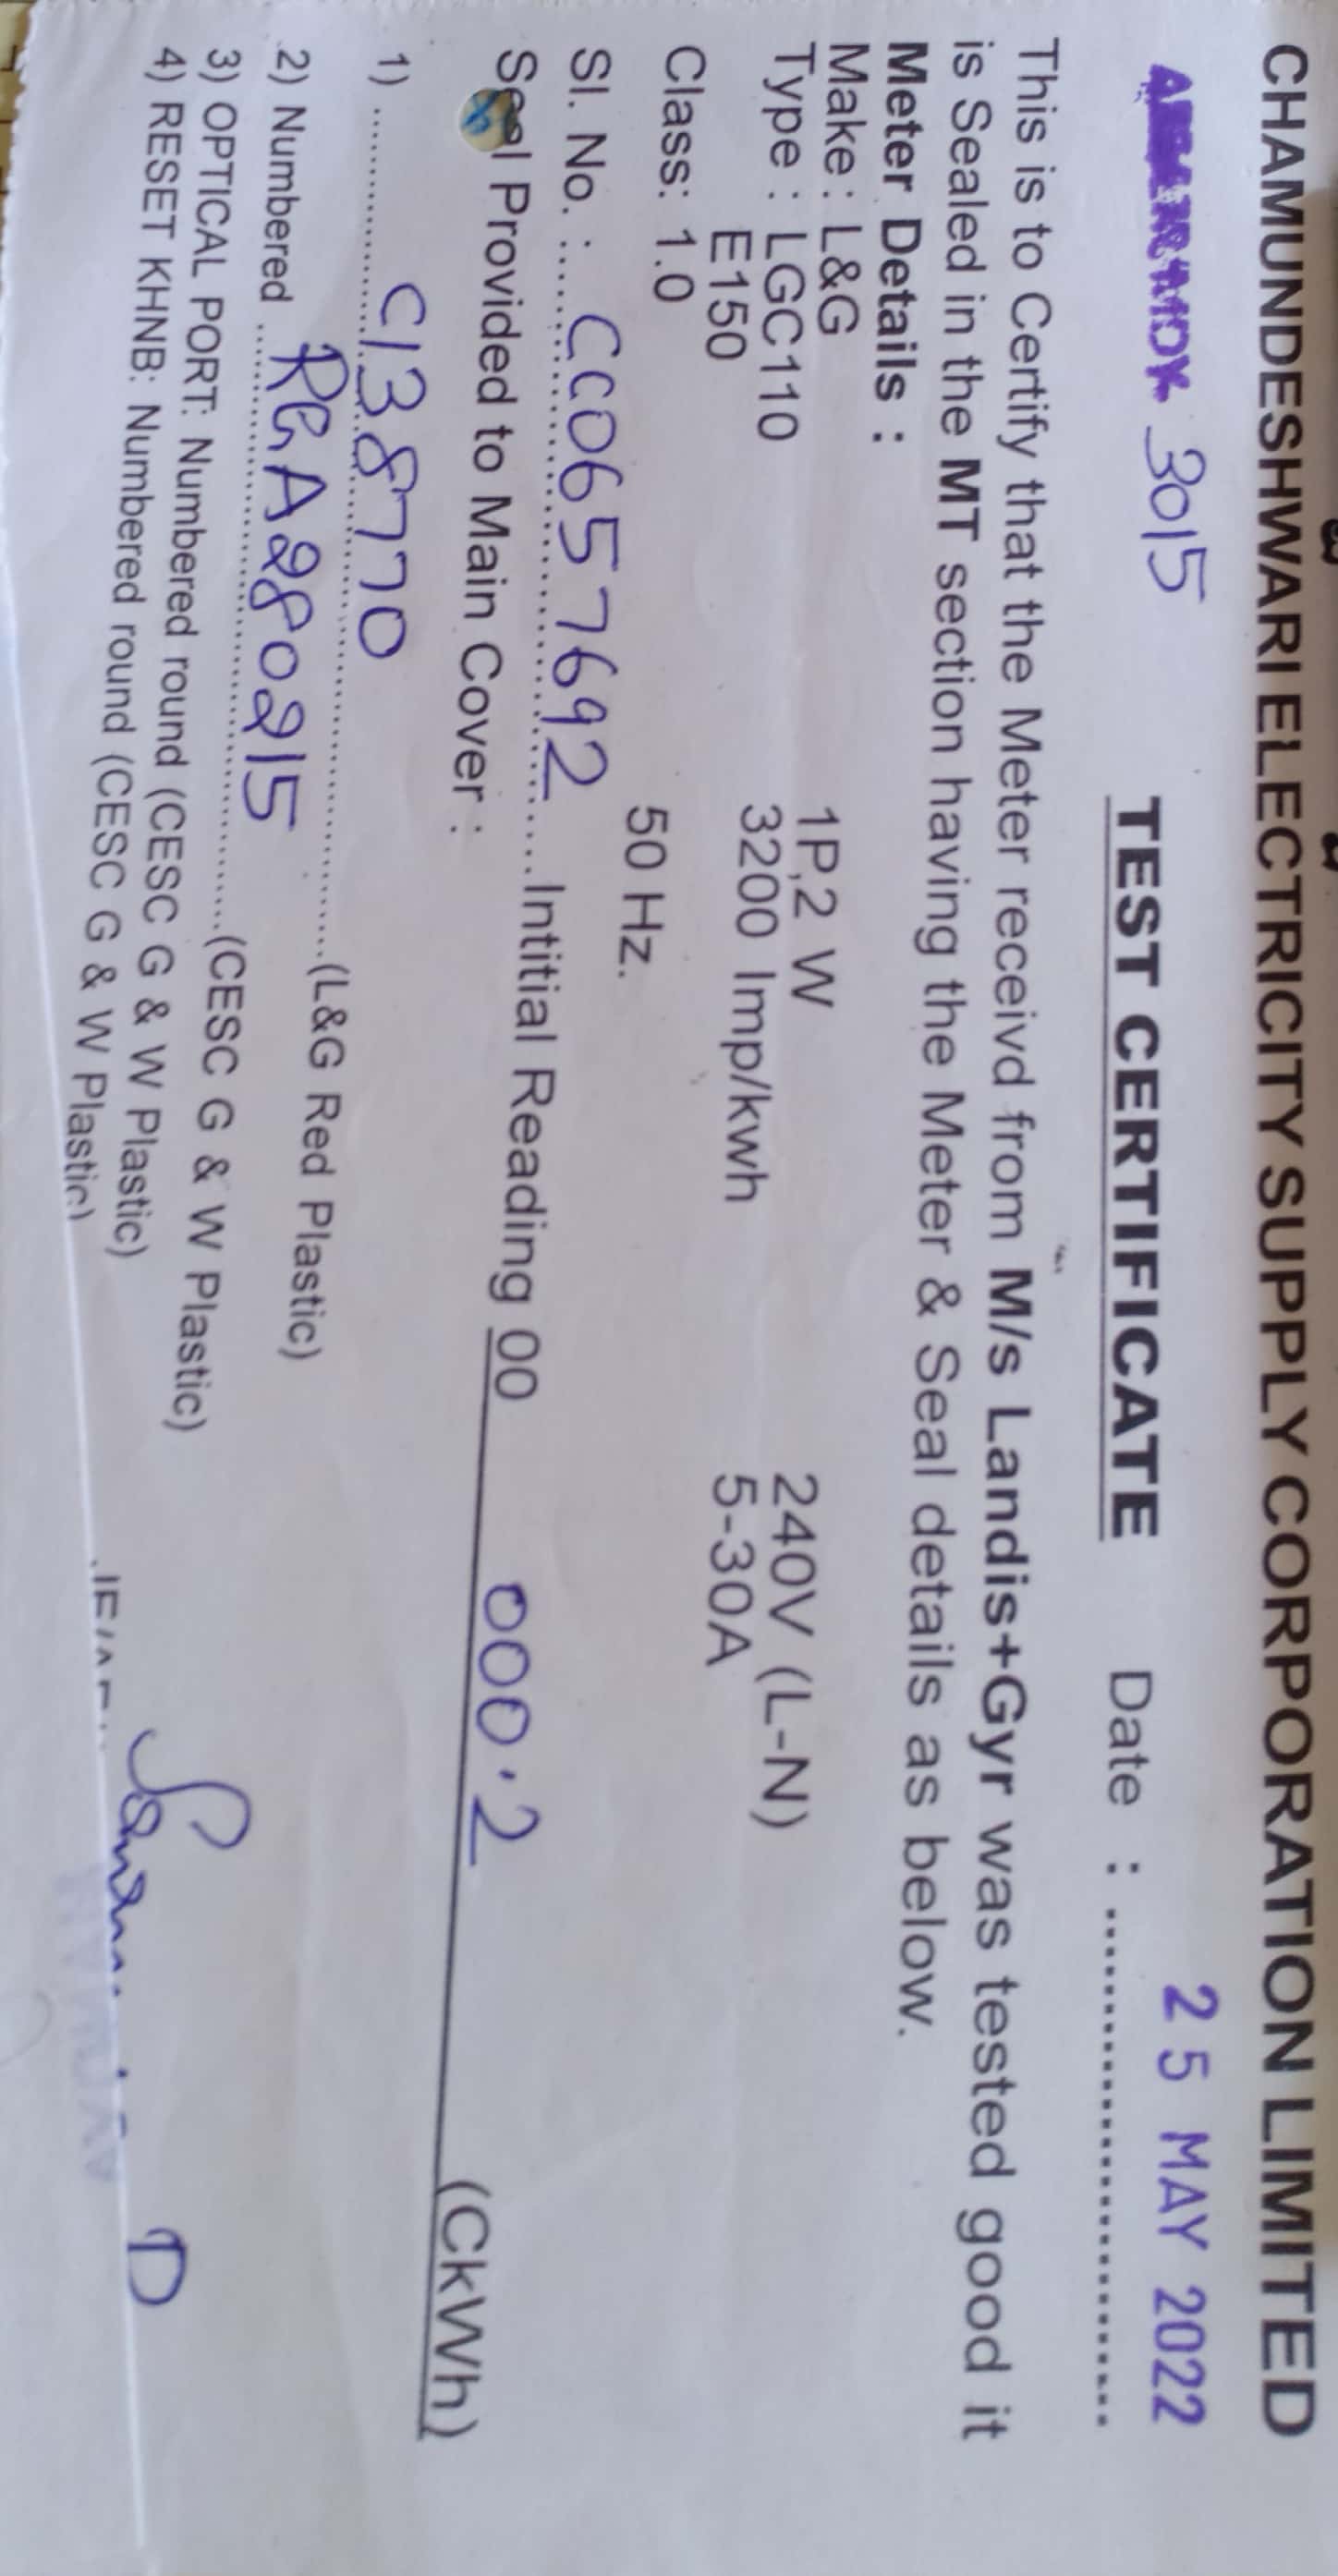 CHAMUNDESHWARI ELECTRICITY SUPPLY CORPORATION LIMITED
3015 TEST CERTIFICATE Date : 25 MAY 2022
This is to Certify that the Meter receivd from M/s Landis+Gyr was tested good it
is Sealed in the MT section having the Meter & Seal details as below.
Meter Details :
Make : L&G 1P,2 W 240V (L-N)
Type : LGC110 3200 Imp/kwh 5-30A
E150
Class: 1.0 50 Hz.
Sl. No. : CC0657692 Intitial Reading 00 000.2 (CkWh)
Seal Provided to Main Cover :
1) C138770 (L&G Red Plastic)
2) Numbered RGA280215 (CESC G & W Plastic)
3) OPTICAL PORT: Numbered round (CESC G & W Plastic)
4) RESET KHNB: Numbered round (CESC G & W Plastic)